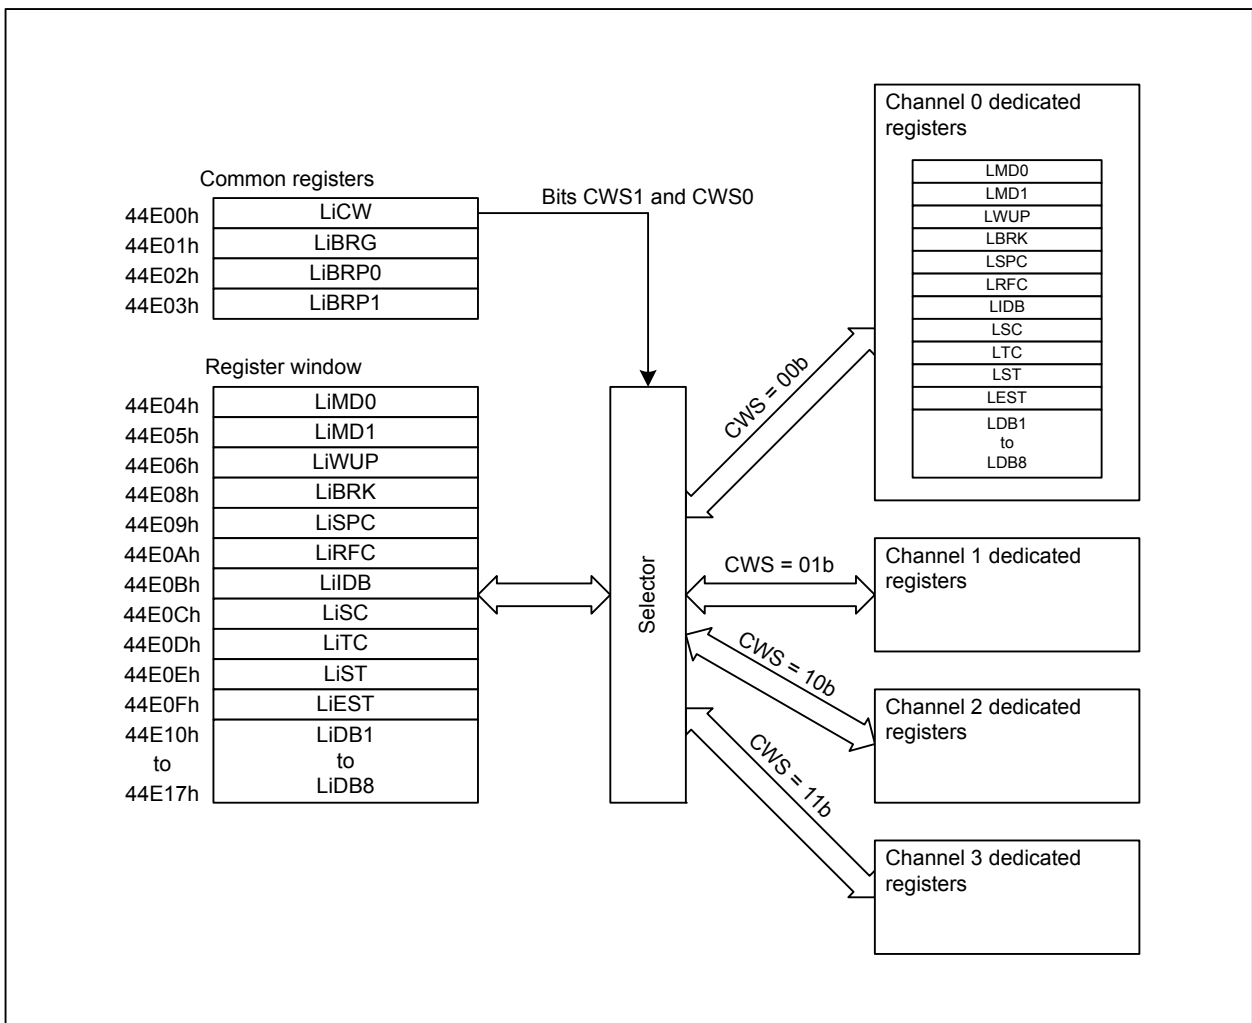 Common registers
44E00h LiCW
44E01h LiBRG
44E02h LiBRP0
44E03h LiBRP1
Bits CWS1 and CWS0
Register window
44E04h LiMD0
44E05h LiMD1
44E06h LiWUP
44E08h LiBRK
44E09h LiSPC
44E0Ah LiRFC
44E0Bh LiIDB
44E0Ch LiSC
44E0Dh LiTC
44E0Eh LiST
44E0Fh LiEST
44E10h LiDB1
to to
44E17h LiDB8
Selector
CWS = 00b
CWS = 01b
CWS = 10b
CWS = 11b
Channel 0 dedicated
registers
LMD0
LMD1
LWUP
LBRK
LSPC
LRFC
LIDB
LSC
LTC
LST
LEST
LDB1
to
LDB8
Channel 1 dedicated
registers
Channel 2 dedicated
registers
Channel 3 dedicated
registers